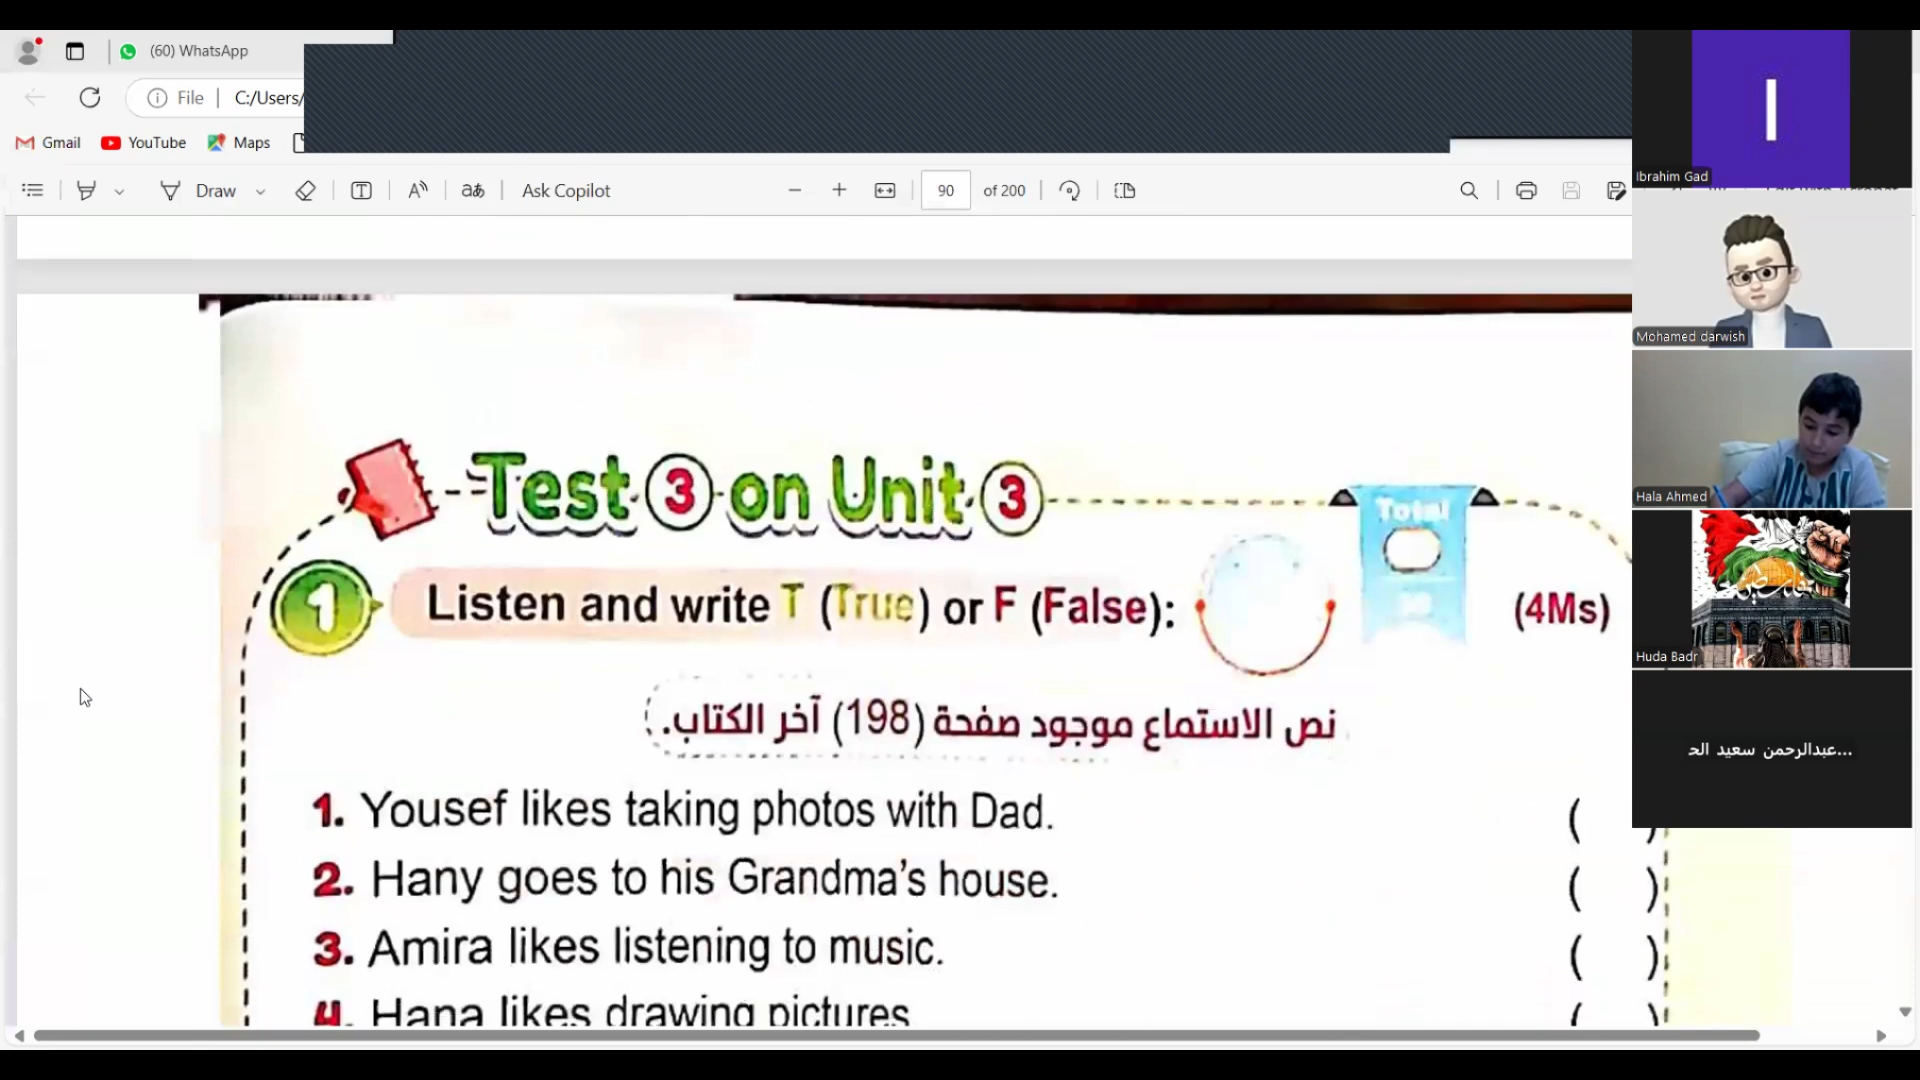 (60) WhatsApp
File
C:/Users/
Gmail
YouTube
Maps
Draw
Ask Copilot
90
of 200
Test 3 on Unit 3
Total
1
Listen and write T (True) or F (False):
(4Ms)
نص الاستماع موجود صفحة (198) آخر الكتاب.
1. Yousef likes taking photos with Dad. ( )
2. Hany goes to his Grandma's house. ( )
3. Amira likes listening to music. ( )
4. Hana likes drawing pictures ( )
I
Ibrahim Gad
Mohamed darwish
Hala Ahmed
Huda Badr
عبدالرحمن سعيد الح...